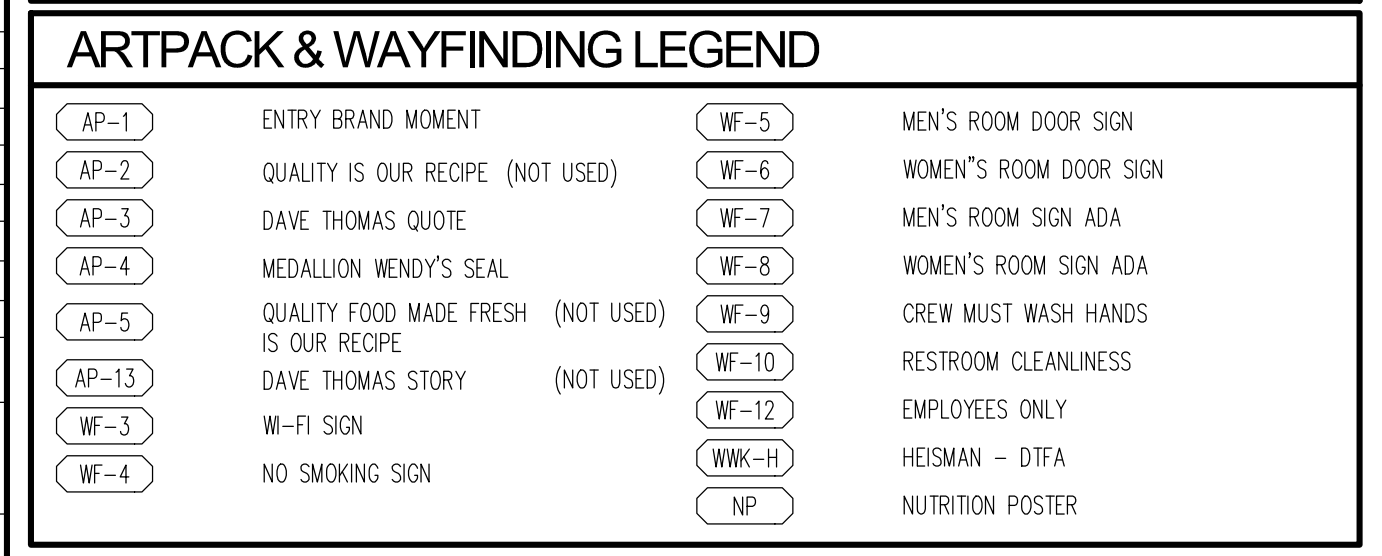 ARTPACK & WAYFINDING LEGEND
AP-1 ENTRY BRAND MOMENT
AP-2 QUALITY IS OUR RECIPE (NOT USED)
AP-3 DAVE THOMAS QUOTE
AP-4 MEDALLION WENDY'S SEAL
AP-5 QUALITY FOOD MADE FRESH (NOT USED)
IS OUR RECIPE
AP-13 DAVE THOMAS STORY (NOT USED)
WF-3 WI-FI SIGN
WF-4 NO SMOKING SIGN
WF-5 MEN'S ROOM DOOR SIGN
WF-6 WOMEN"S ROOM DOOR SIGN
WF-7 MEN'S ROOM SIGN ADA
WF-8 WOMEN'S ROOM SIGN ADA
WF-9 CREW MUST WASH HANDS
WF-10 RESTROOM CLEANLINESS
WF-12 EMPLOYEES ONLY
WWK-H HEISMAN - DTFA
NP NUTRITION POSTER